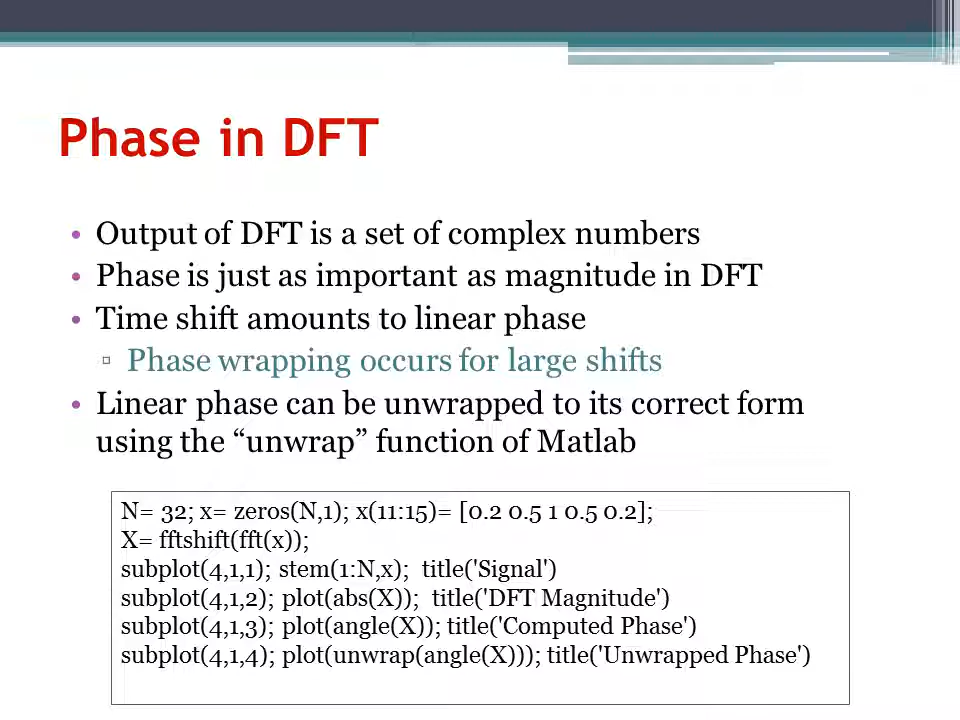 Phase in DFT
• Output of DFT is a set of complex numbers
• Phase is just as important as magnitude in DFT
• Time shift amounts to linear phase
▫ Phase wrapping occurs for large shifts
• Linear phase can be unwrapped to its correct form
using the “unwrap” function of Matlab
N= 32; x= zeros(N,1); x(11:15)= [0.2 0.5 1 0.5 0.2];
X= fftshift(fft(x));
subplot(4,1,1); stem(1:N,x); title('Signal')
subplot(4,1,2); plot(abs(X)); title('DFT Magnitude')
subplot(4,1,3); plot(angle(X)); title('Computed Phase')
subplot(4,1,4); plot(unwrap(angle(X))); title('Unwrapped Phase')